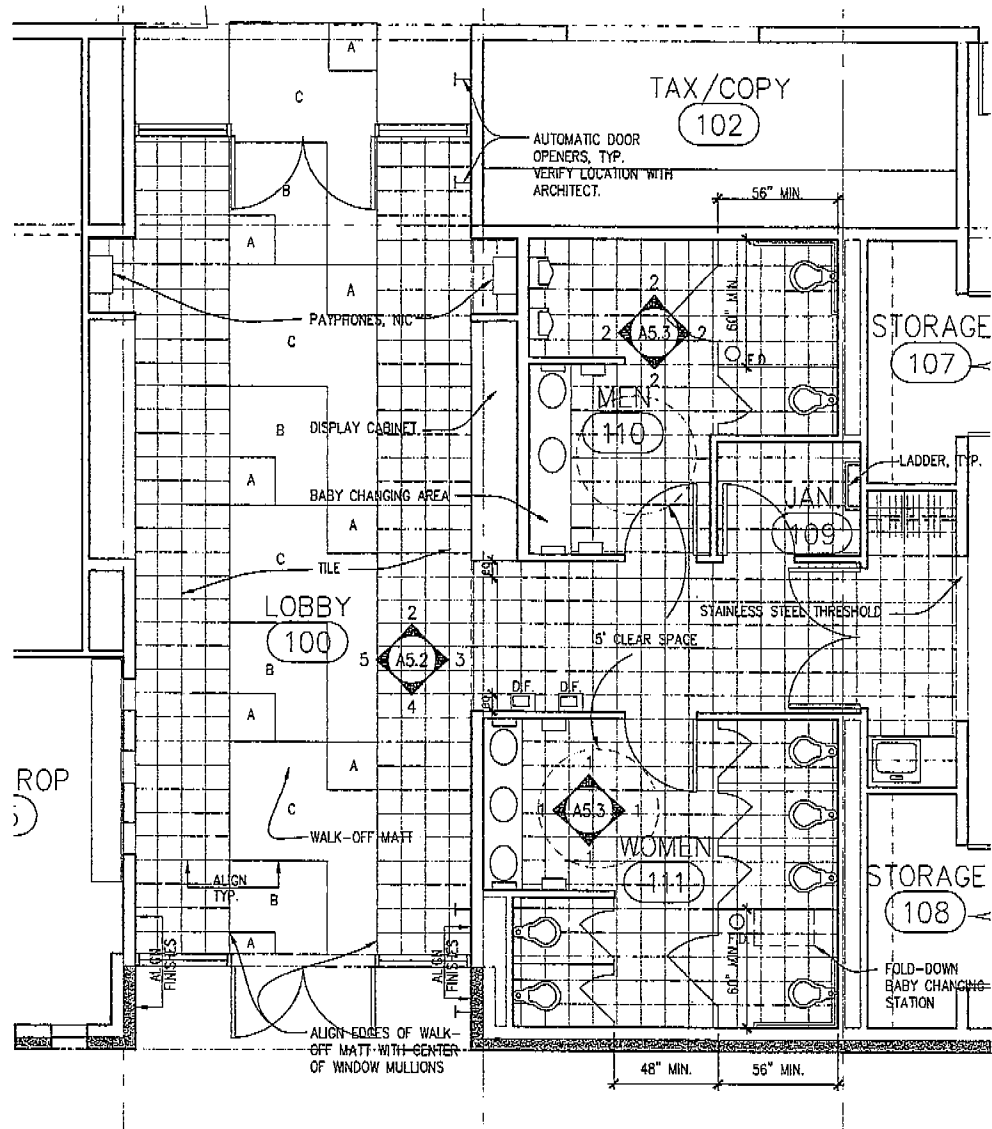 A
C
TAX/COPY
102
AUTOMATIC DOOR
OPENERS, TYP.
VERIFY LOCATION WITH
ARCHITECT.
56" MIN.
B
A
A
PAYPHONES, NIC
C
2
2 A5.3 2
2
60" MIN.
F.D.
STORAGE
107
MEN
110
B
DISPLAY CABINET
A
BABY CHANGING AREA
A
LADDER, TYP.
JAN.
109
C
TILE
EQ
LOBBY
100
STAINLESS STEEL THRESHOLD
5' CLEAR SPACE
2
5 A5.2 3
4
B
A
EQ
D.F.
D.F.
A
ROP
C
WALK-OFF MATT
1
1 A5.3 1
WOMEN
111
ALIGN
TYP.
B
STORAGE
108
A
ALIGN
FINISHES
ALIGN
FINISHES
F.D.
60" MIN.
FOLD-DOWN
BABY CHANGING
STATION
ALIGN EDGES OF WALK-
OFF MATT WITH CENTER
OF WINDOW MULLIONS
48" MIN.
56" MIN.